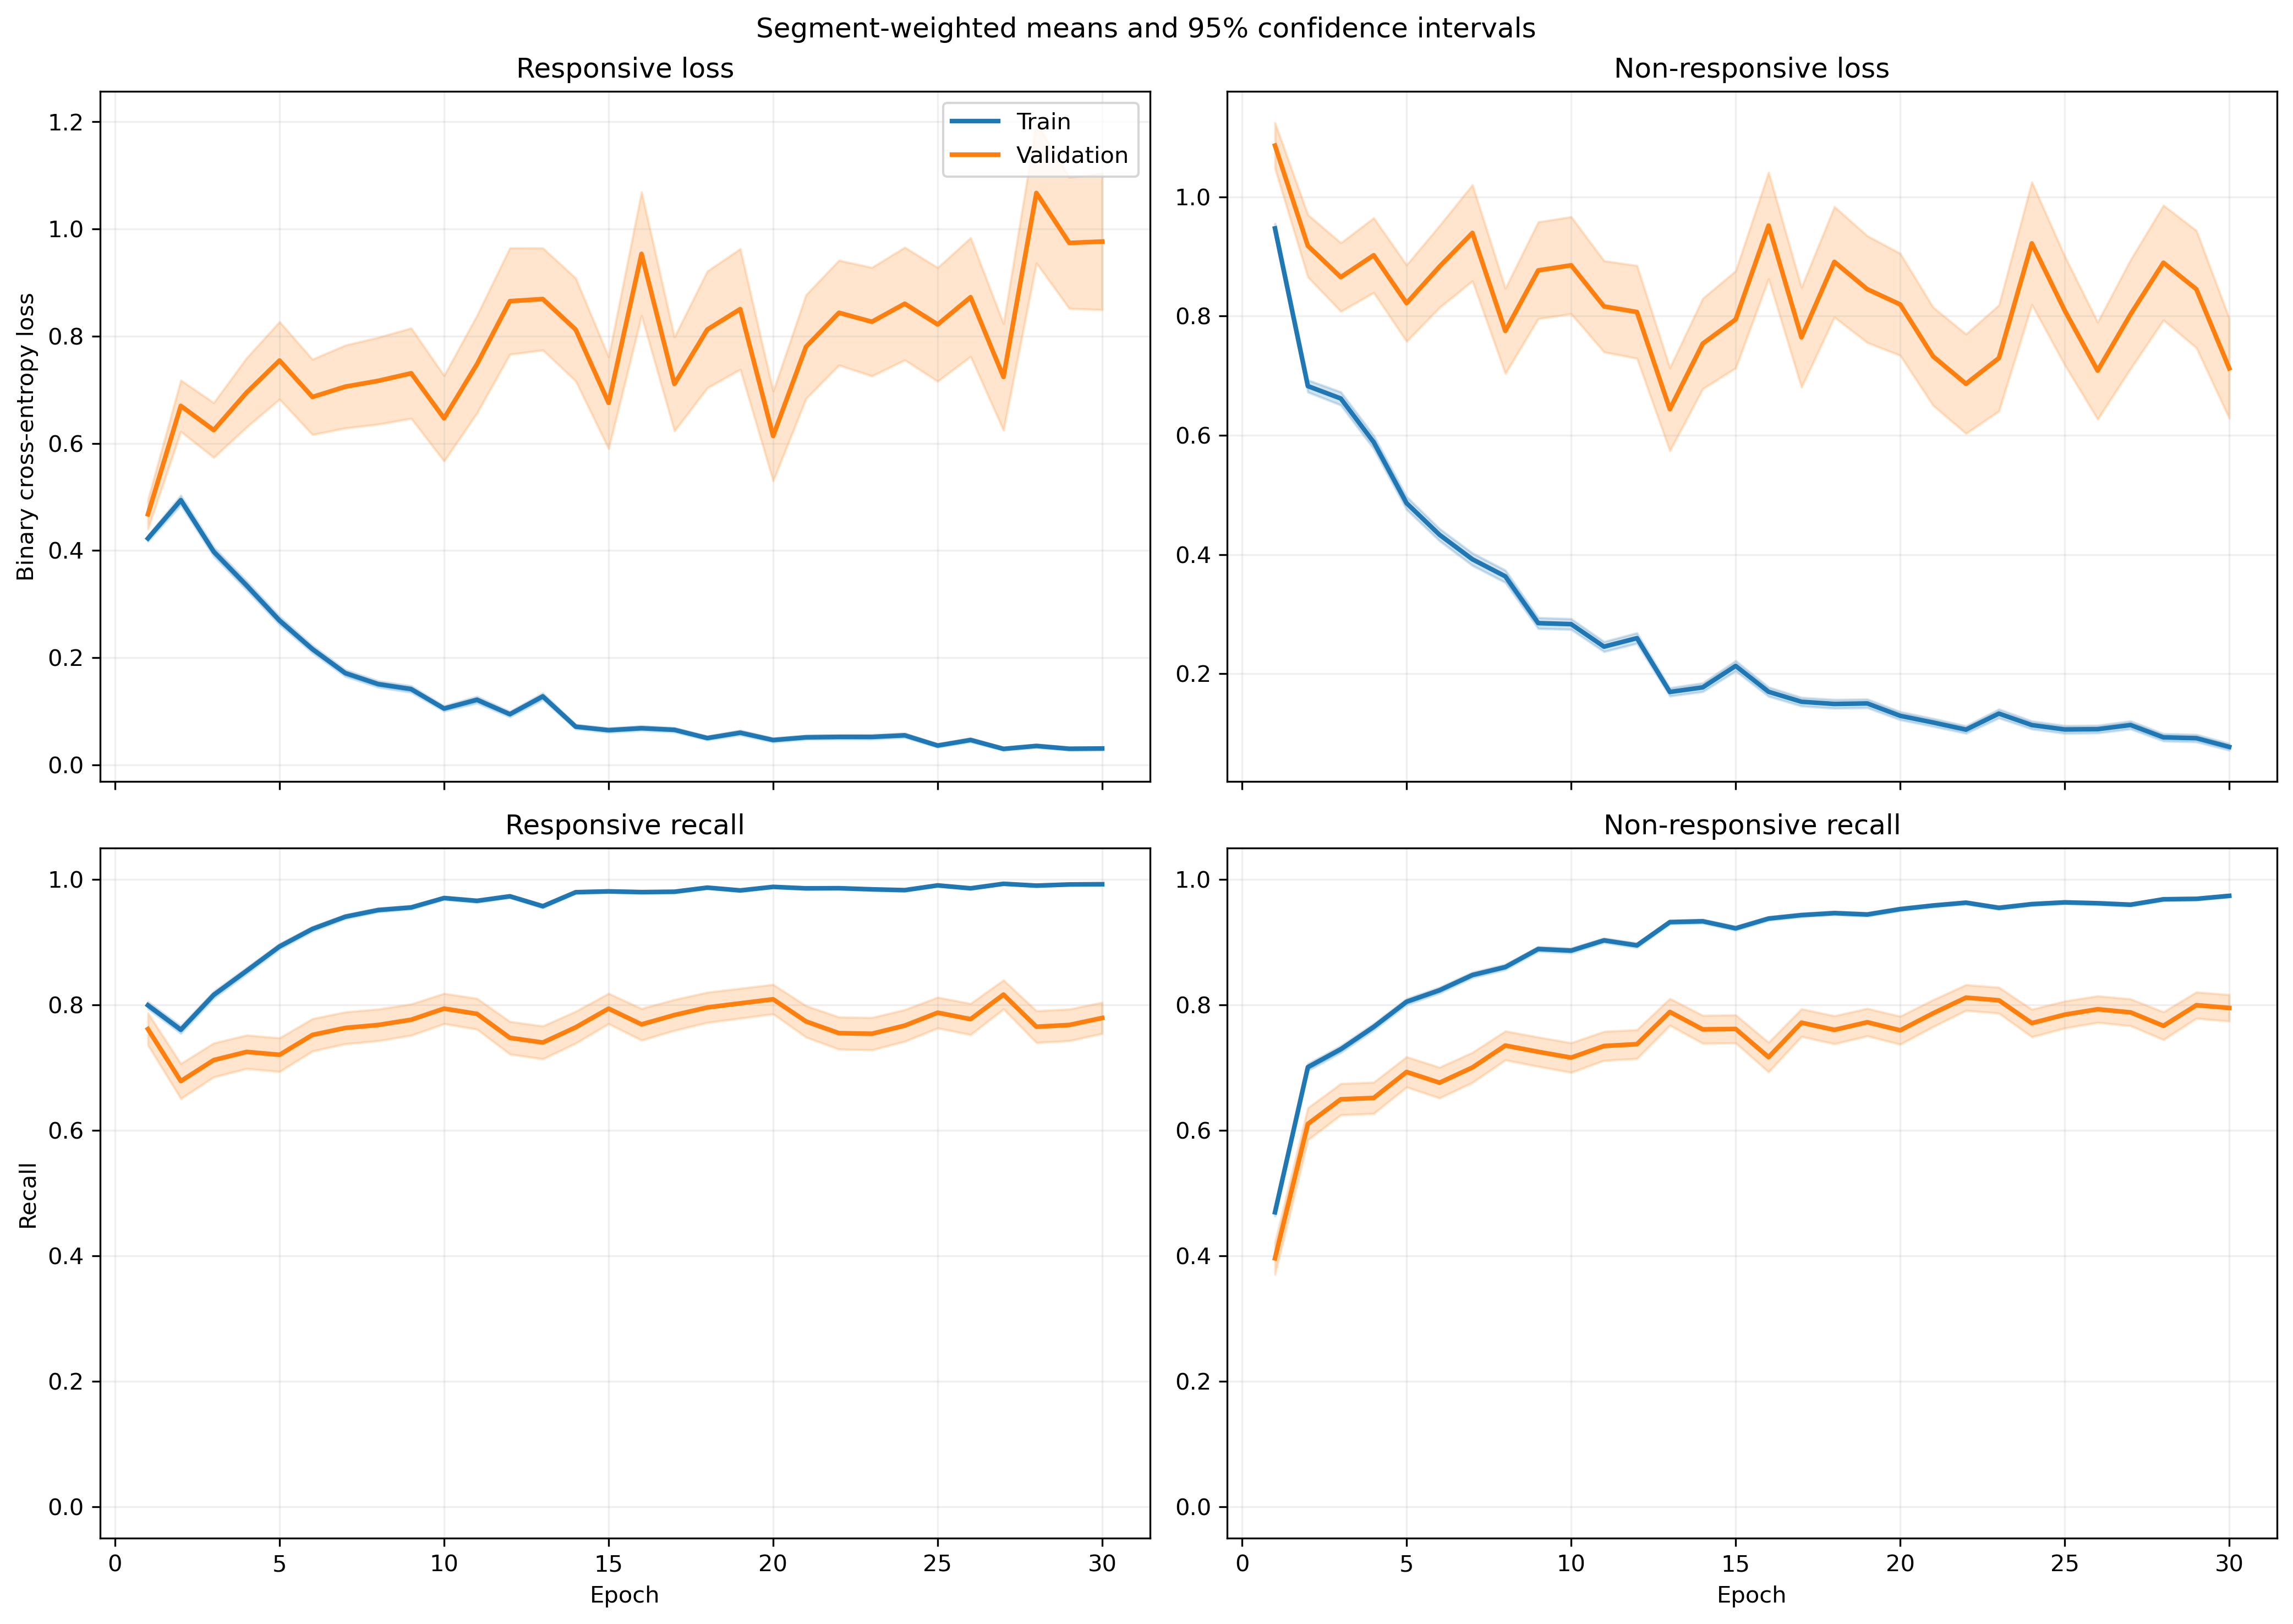 Segment-weighted means and 95% confidence intervals
Responsive loss
Non-responsive loss
Binary cross-entropy loss
1.2
1.0
0.8
0.6
0.4
0.2
0.0
Train
Validation
1.0
0.8
0.6
0.4
0.2
Responsive recall
Non-responsive recall
Recall
1.0
0.8
0.6
0.4
0.2
0.0
0 5 10 15 20 25 30
Epoch
1.0
0.8
0.6
0.4
0.2
0.0
0 5 10 15 20 25 30
Epoch